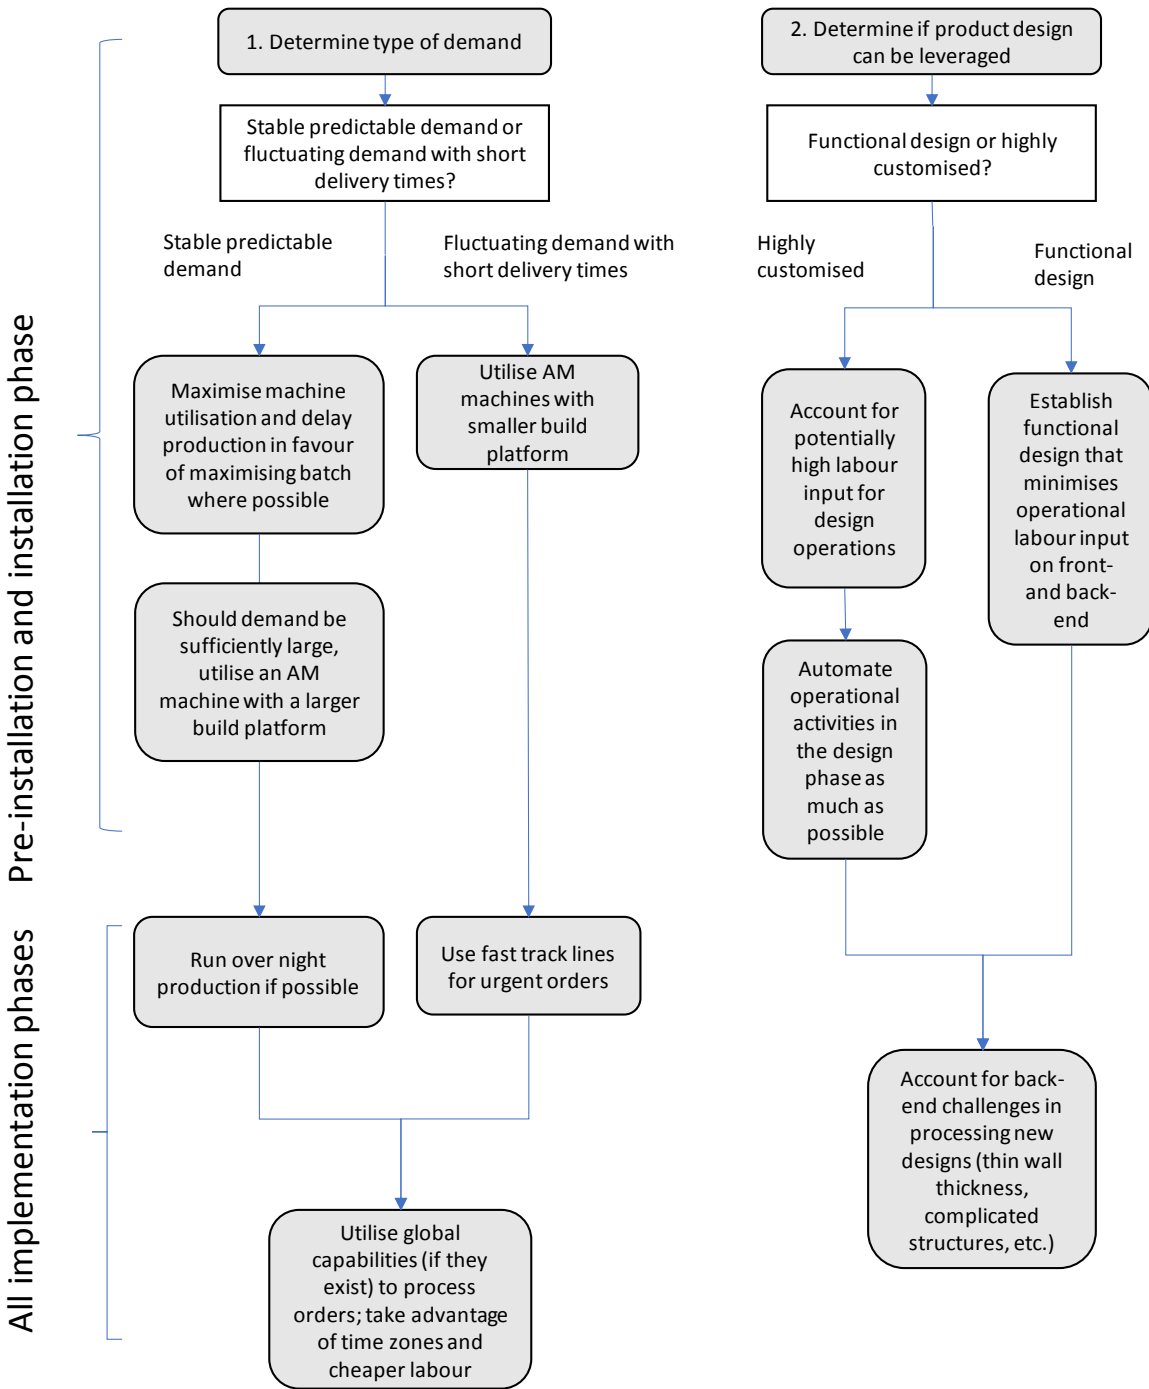 Pre-installation and installation phase
All implementation phases
1. Determine type of demand
Stable predictable demand or
fluctuating demand with short
delivery times?
Stable predictable
demand
Fluctuating demand with
short delivery times
Maximise machine
utilisation and delay
production in favour
of maximising batch
where possible
Utilise AM
machines with
smaller build
platform
Should demand be
sufficiently large,
utilise an AM
machine with a larger
build platform
Run over night
production if possible
Use fast track lines
for urgent orders
Utilise global
capabilities (if they
exist) to process
orders; take advantage
of time zones and
cheaper labour
2. Determine if product design
can be leveraged
Functional design or highly
customised?
Highly
customised
Functional
design
Account for
potentially
high labour
input for
design
operations
Establish
functional
design that
minimises
operational
labour input
on front-
and back-
end
Automate
operational
activities in
the design
phase as
much as
possible
Account for back-
end challenges in
processing new
designs (thin wall
thickness,
complicated
structures, etc.)